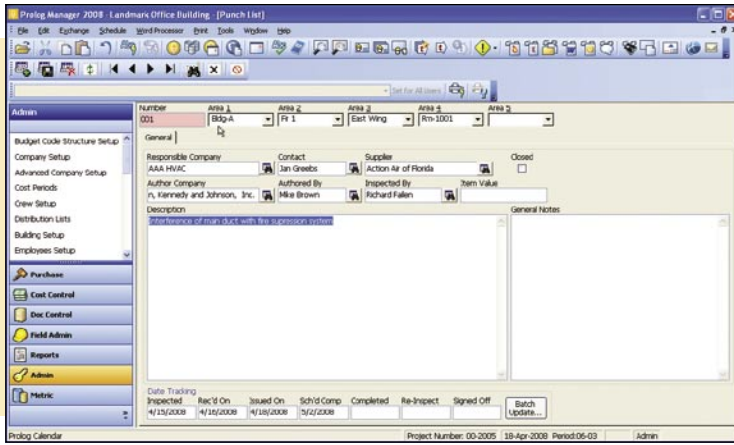 Prolog Manager 2008 - Landmark Office Building - [Punch List]
File Edit Exchange Schedule Word Processor Print Tools Window Help
Set for All Users
Admin
Budget Code Structure Setup
Company Setup
Advanced Company Setup
Cost Periods
Crew Setup
Distribution Lists
Building Setup
Employees Setup
Purchase
Cost Control
Doc Control
Field Admin
Reports
Admin
Metric
Number Area 1 Area 2 Area 3 Area 4 Area 5
001 Bldg-A Flr 1 East Wing Rm-1001
General
Responsible Company Contact Supplier Closed
AAA HVAC Jan Greebs Action Air of Florida
Author Company Authored By Inspected By Item Value
n, Kennedy and Johnson, Inc. Mike Brown Richard Fallen
Description General Notes
Interference of main duct with fire supression system
Date Tracking
Inspected Rec'd On Issued On Sch'd Comp Completed Re-Inspect Signed Off
4/15/2008 4/16/2008 4/18/2008 5/2/2008
Batch
Update...
Prolog Calendar Project Number: 00-2005 18-Apr-2008 Period:06-03 Admin